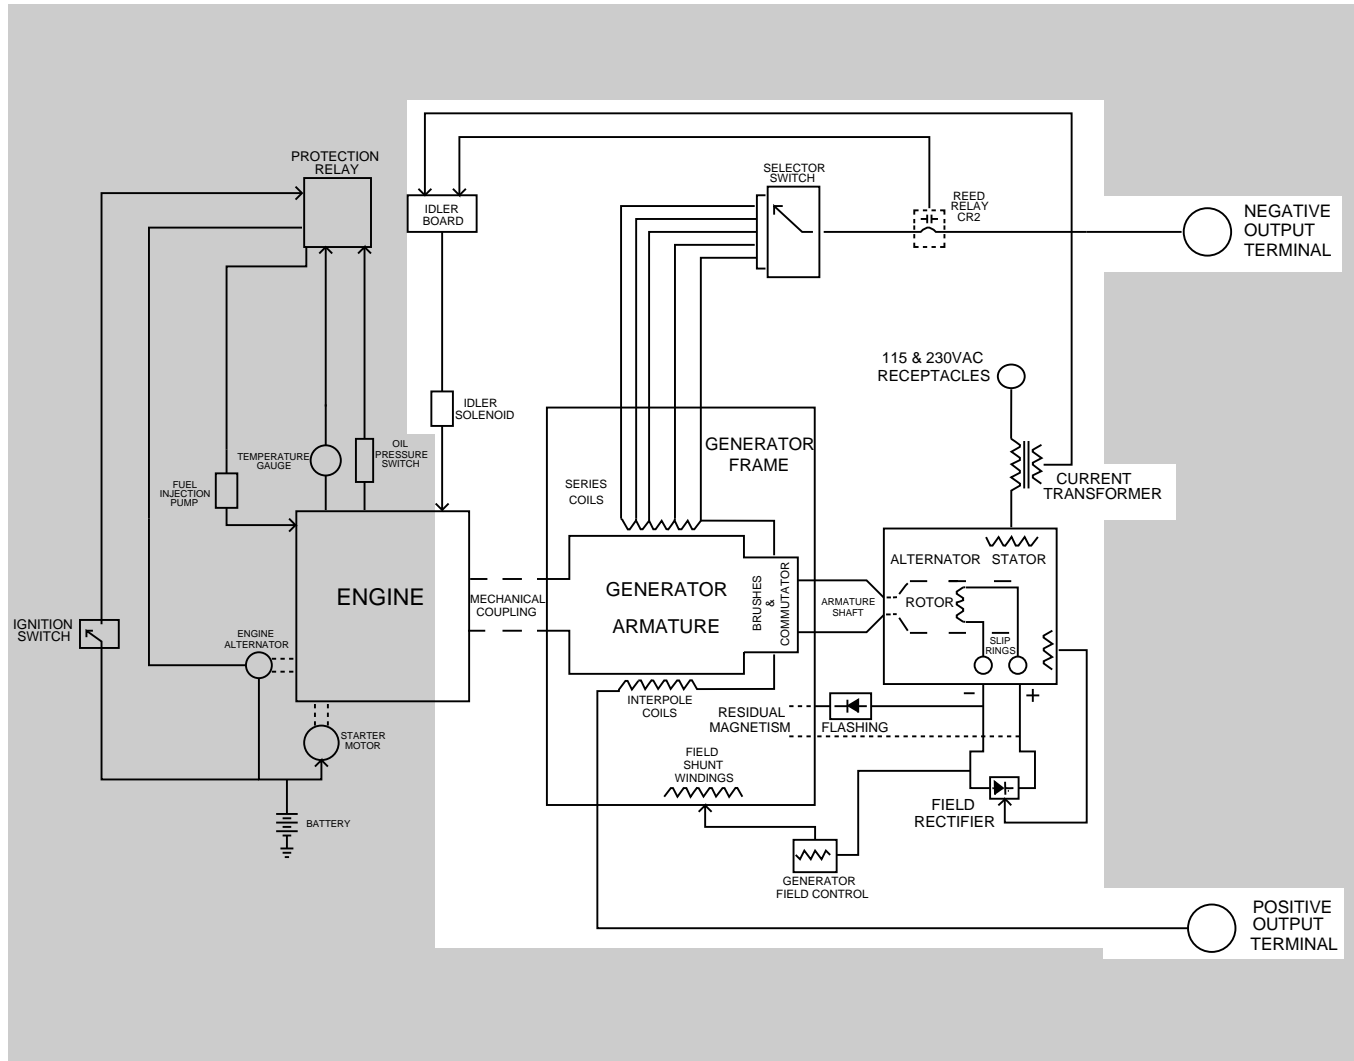 PROTECTION
RELAY
IDLER
BOARD
SELECTOR
SWITCH
REED
RELAY
CR2
NEGATIVE
OUTPUT
TERMINAL
115 & 230VAC
RECEPTACLES
IDLER
SOLENOID
GENERATOR
FRAME
TEMPERATURE
GAUGE
OIL
PRESSURE
SWITCH
FUEL
INJECTION
PUMP
SERIES
COILS
CURRENT
TRANSFORMER
ENGINE
MECHANICAL
COUPLING
GENERATOR
ARMATURE
BRUSHES
&
COMMUTATOR
ARMATURE
SHAFT
ALTERNATOR
STATOR
ROTOR
SLIP
RINGS
IGNITION
SWITCH
ENGINE
ALTERNATOR
INTERPOLE
COILS
RESIDUAL
MAGNETISM
FLASHING
− +
STARTER
MOTOR
FIELD
SHUNT
WINDINGS
FIELD
RECTIFIER
BATTERY
GENERATOR
FIELD CONTROL
POSITIVE
OUTPUT
TERMINAL